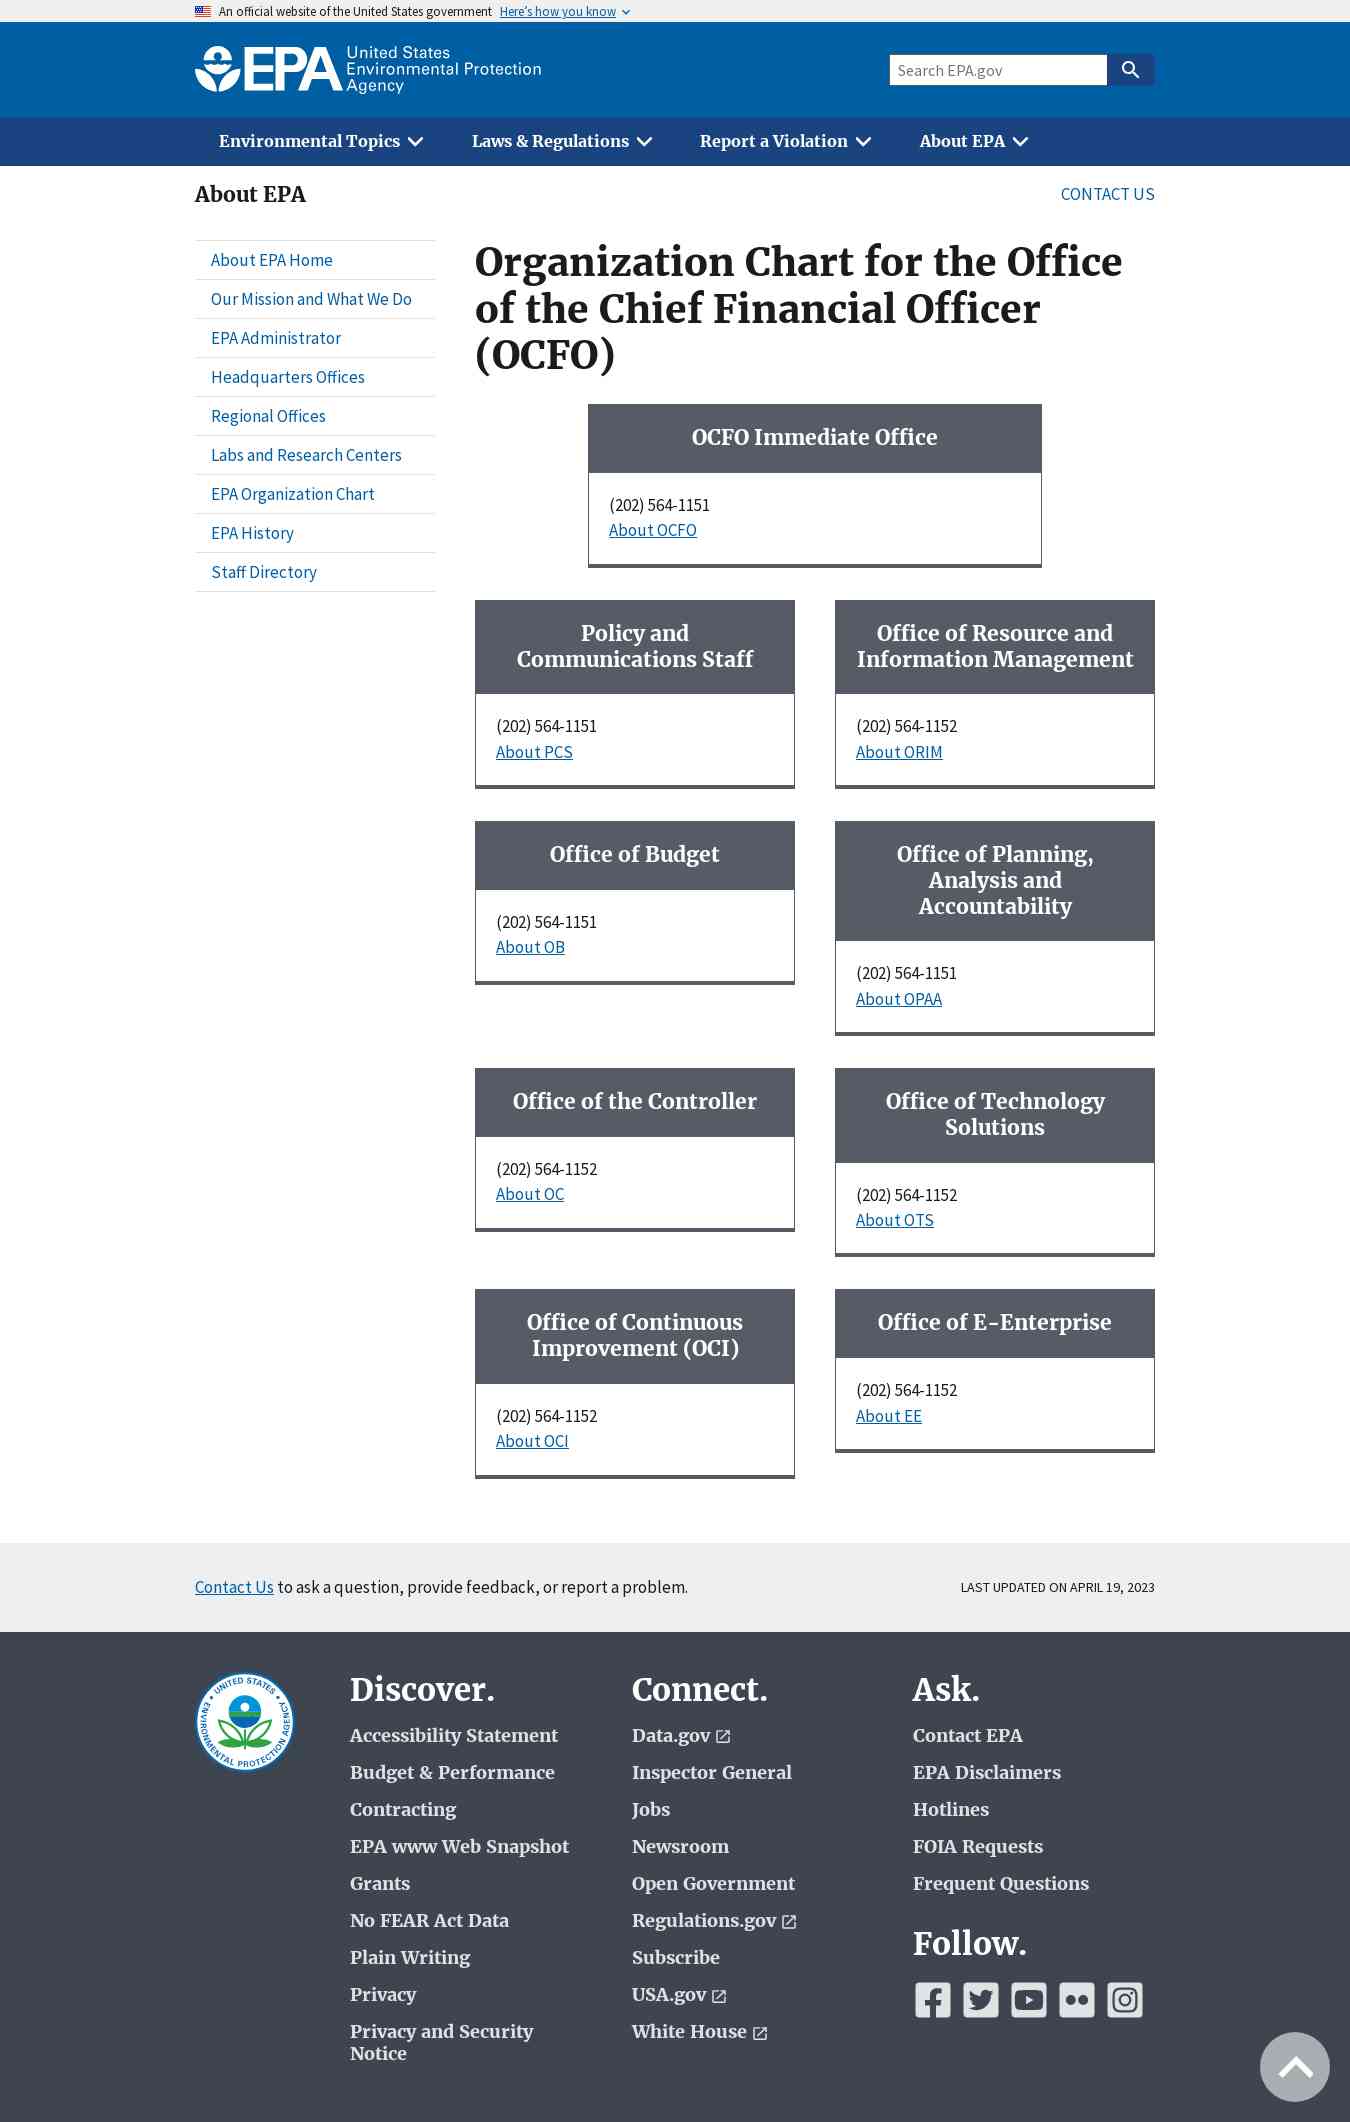 An official website of the United States government Here’s how you know
EPA United States
Environmental Protection
Agency
Search EPA.gov
Environmental Topics Laws & Regulations Report a Violation About EPA
About EPA
CONTACT US
About EPA Home
Our Mission and What We Do
EPA Administrator
Headquarters Offices
Regional Offices
Labs and Research Centers
EPA Organization Chart
EPA History
Staff Directory
Organization Chart for the Office
of the Chief Financial Officer
(OCFO)
OCFO Immediate Office
(202) 564-1151
About OCFO
Policy and
Communications Staff
(202) 564-1151
About PCS
Office of Resource and
Information Management
(202) 564-1152
About ORIM
Office of Budget
(202) 564-1151
About OB
Office of Planning,
Analysis and
Accountability
(202) 564-1151
About OPAA
Office of the Controller
(202) 564-1152
About OC
Office of Technology
Solutions
(202) 564-1152
About OTS
Office of Continuous
Improvement (OCI)
(202) 564-1152
About OCI
Office of E-Enterprise
(202) 564-1152
About EE
Contact Us to ask a question, provide feedback, or report a problem.
LAST UPDATED ON APRIL 19, 2023
UNITED STATES
ENVIRONMENTAL PROTECTION AGENCY
Discover.
Accessibility Statement
Budget & Performance
Contracting
EPA www Web Snapshot
Grants
No FEAR Act Data
Plain Writing
Privacy
Privacy and Security
Notice
Connect.
Data.gov
Inspector General
Jobs
Newsroom
Open Government
Regulations.gov
Subscribe
USA.gov
White House
Ask.
Contact EPA
EPA Disclaimers
Hotlines
FOIA Requests
Frequent Questions
Follow.